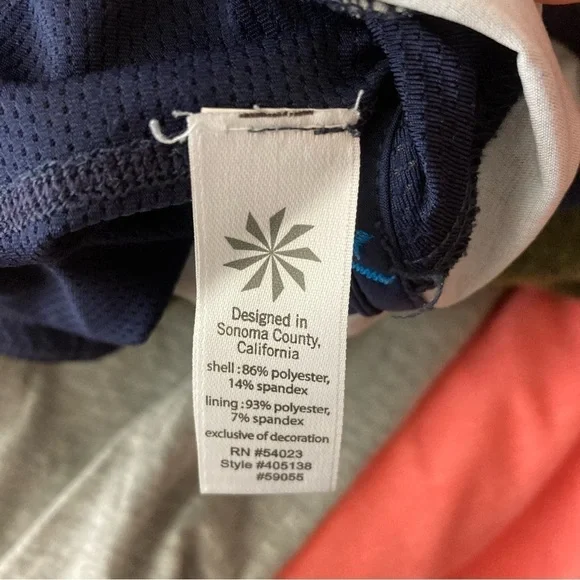 Designed in
Sonoma County,
California
shell :86% polyester,
14% spandex
lining :93% polyester,
7% spandex
exclusive of decoration
RN #54023
Style #405138
#59055